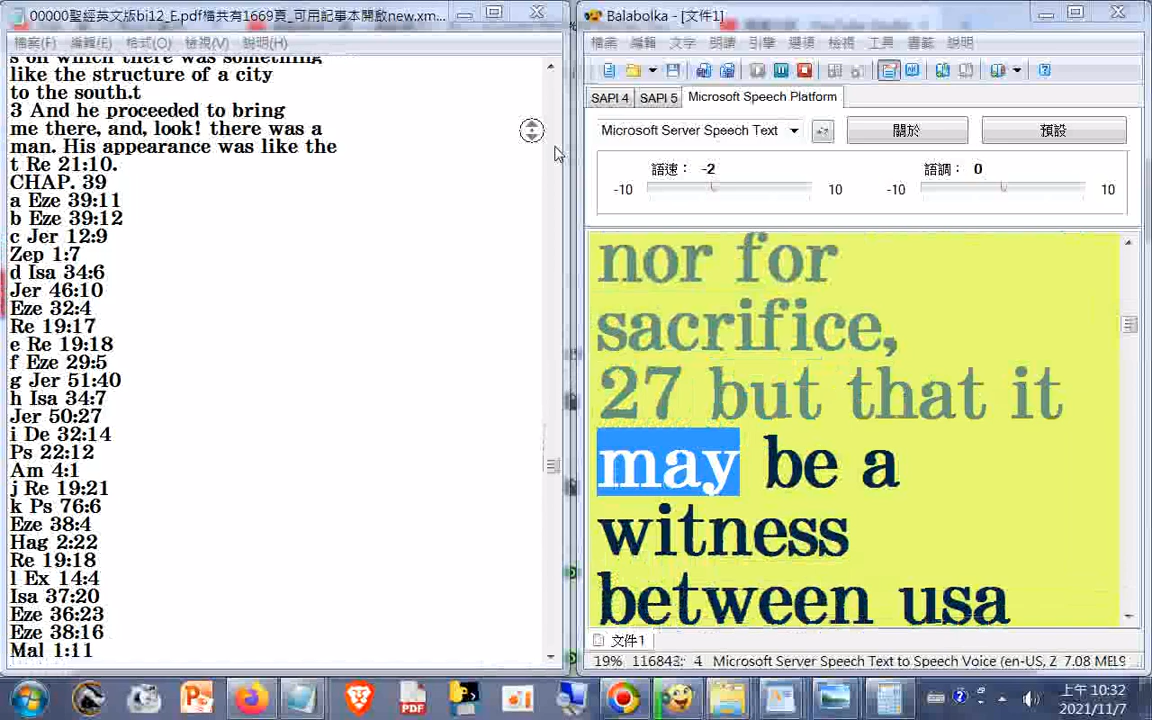 00000聖經英文版bi12_E.pdf檔共有1669頁_可用記事本開啟new.xm...
檔案(F) 編輯(E) 格式(O) 檢視(V) 說明(H)
s on which there was something
like the structure of a city
to the south.t
3 And he proceeded to bring
me there, and, look! there was a
man. His appearance was like the
t Re 21:10.
CHAP. 39
a Eze 39:11
b Eze 39:12
c Jer 12:9
Zep 1:7
d Isa 34:6
Jer 46:10
Eze 32:4
Re 19:17
e Re 19:18
f Eze 29:5
g Jer 51:40
h Isa 34:7
Jer 50:27
i De 32:14
Ps 22:12
Am 4:1
j Re 19:21
k Ps 76:6
Eze 38:4
Hag 2:22
Re 19:18
l Ex 14:4
Isa 37:20
Eze 36:23
Eze 38:16
Mal 1:11
Balabolka - [文件1]
檔案 編輯 文字 朗讀 引擎 選項 檢視 工具 書籤 說明
SAPI 4 SAPI 5 Microsoft Speech Platform
Microsoft Server Speech Text 關於 預設
語速： -2 語調： 0
-10 10 -10 10
nor for
sacrifice,
27 but that it
may be a
witness
between usa
文件1
19% 116842: 4 Microsoft Server Speech Text to Speech Voice (en-US, Z 7.08 MB
PDF
上午 10:32
2021/11/7